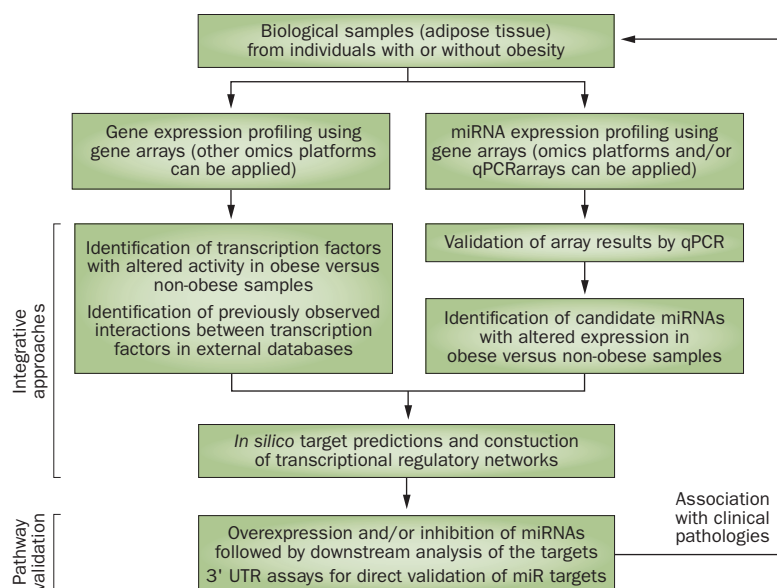 Biological samples (adipose tissue)
from individuals with or without obesity
Gene expression profiling using
gene arrays (other omics platforms
can be applied)
miRNA expression profiling using
gene arrays (omics platforms and/or
qPCRarrays can be applied)
Integrative
approaches
Identification of transcription factors
with altered activity in obese versus
non-obese samples
Identification of previously observed
interactions between transcription
factors in external databases
Validation of array results by qPCR
Identification of candidate miRNAs
with altered expression in
obese versus non-obese samples
In silico target predictions and constuction
of transcriptional regulatory networks
Pathway
validation
Overexpression and/or inhibition of miRNAs
followed by downstream analysis of the targets
3' UTR assays for direct validation of miR targets
Association
with clinical
pathologies